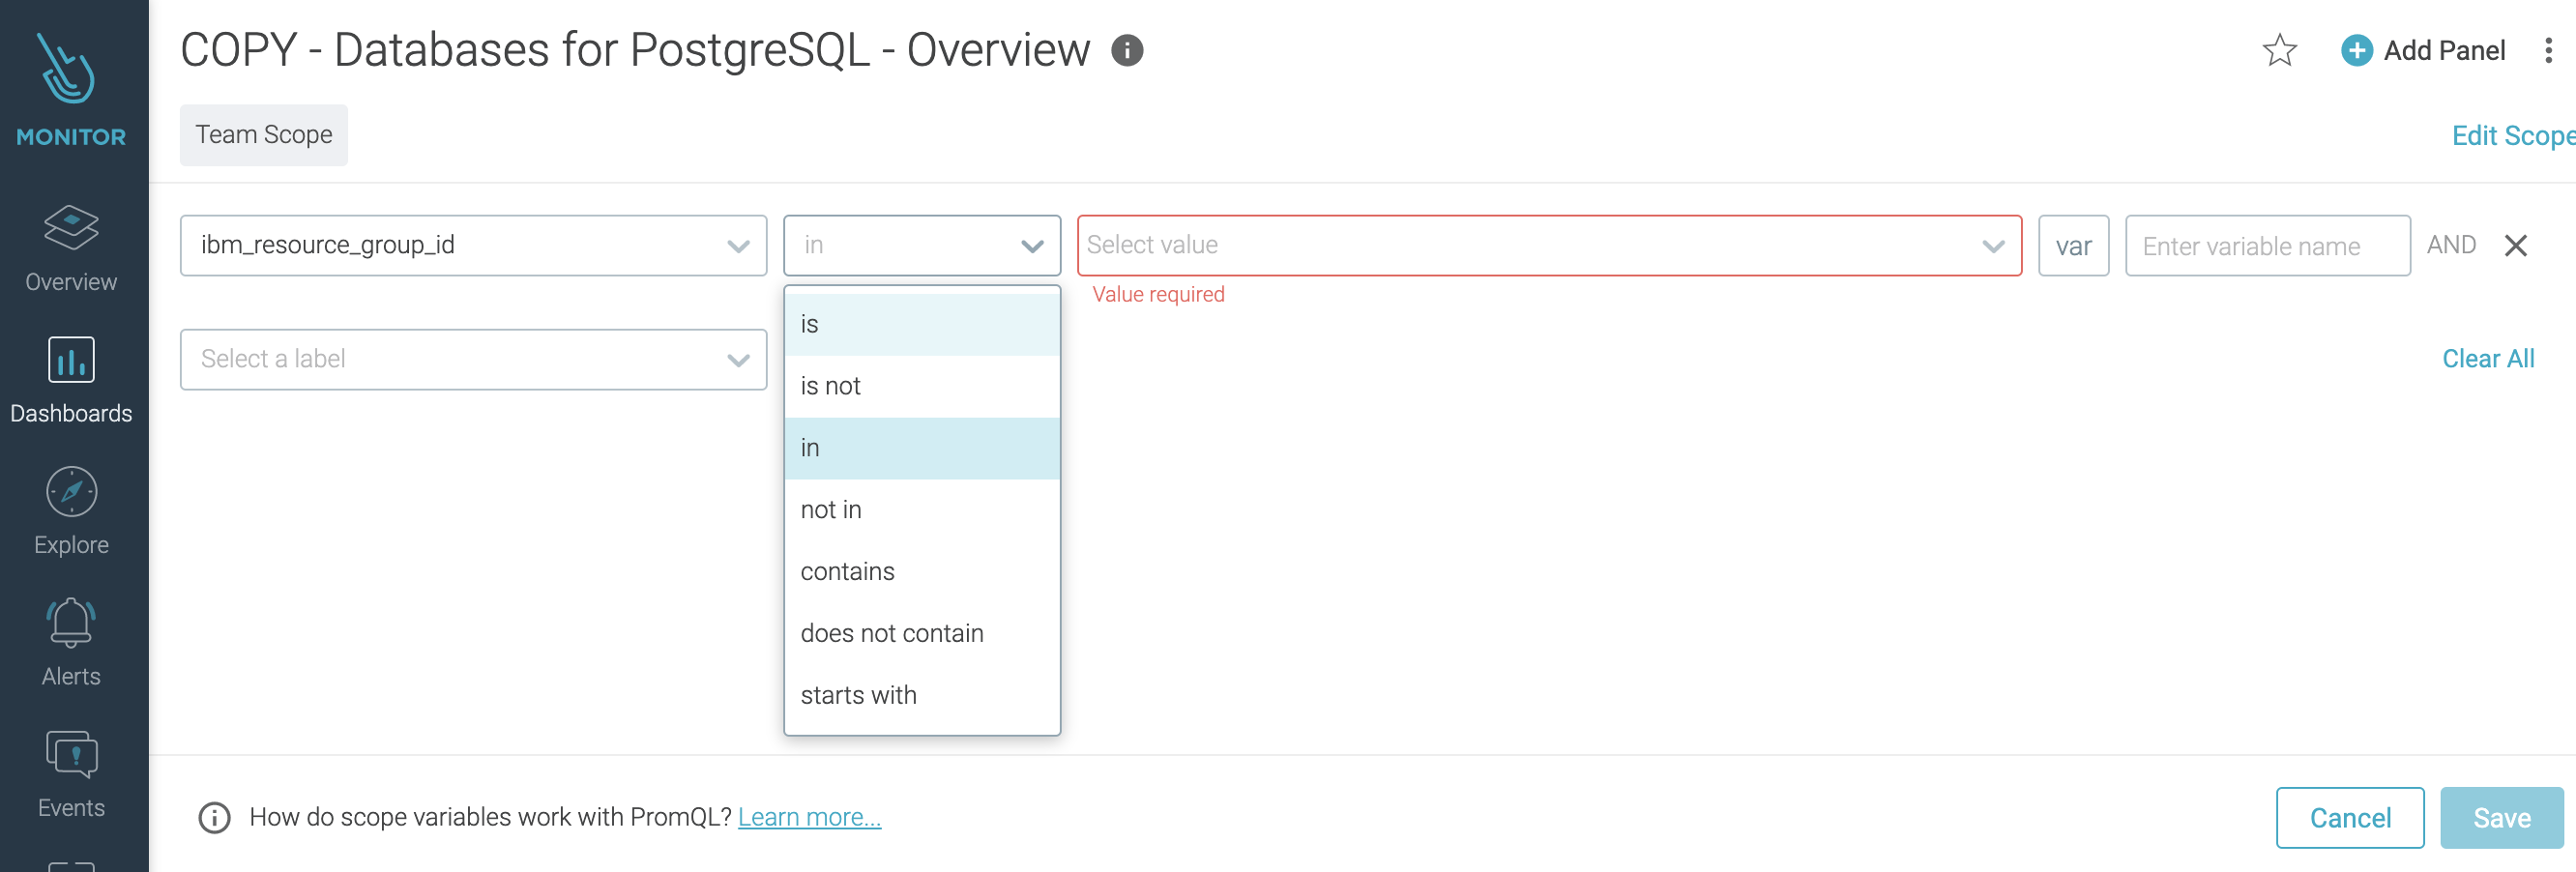 COPY - Databases for PostgreSQL - Overview
Add Panel
MONITOR
Team Scope
Edit Scope
ibm_resource_group_id
in
Select value
var
Enter variable name
AND
Value required
Overview
is
Select a label
Clear All
is not
Dashboards
in
not in
Explore
contains
does not contain
Alerts
starts with
Events
How do scope variables work with PromQL? Learn more...
Cancel
Save